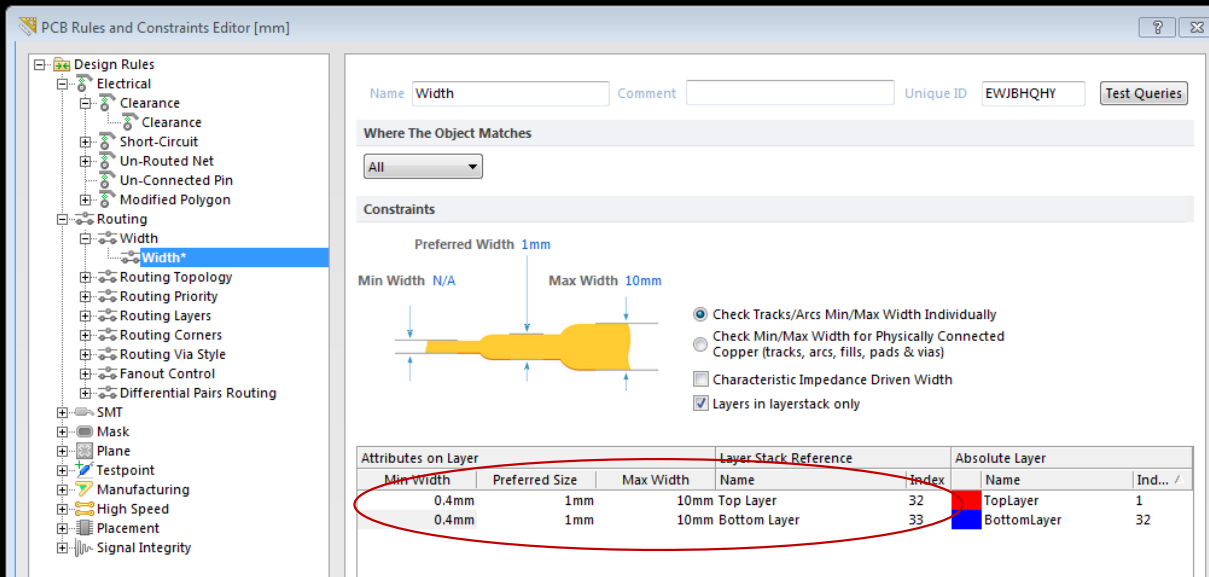 PCB Rules and Constraints Editor [mm]
?
Design Rules
Electrical
Clearance
Clearance
Short-Circuit
Un-Routed Net
Un-Connected Pin
Modified Polygon
Routing
Width
Width*
Routing Topology
Routing Priority
Routing Layers
Routing Corners
Routing Via Style
Fanout Control
Differential Pairs Routing
SMT
Mask
Plane
Testpoint
Manufacturing
High Speed
Placement
Signal Integrity
Name Width Comment Unique ID EWJBHQHY Test Queries
Where The Object Matches
All
Constraints
Preferred Width 1mm
Min Width N/A Max Width 10mm
Check Tracks/Arcs Min/Max Width Individually
Check Min/Max Width for Physically Connected
Copper (tracks, arcs, fills, pads & vias)
Characteristic Impedance Driven Width
Layers in layerstack only
Attributes on Layer Layer Stack Reference Absolute Layer
Min Width Preferred Size Max Width Name Index Name Ind...
0.4mm 1mm 10mm Top Layer 32 TopLayer 1
0.4mm 1mm 10mm Bottom Layer 33 BottomLayer 32